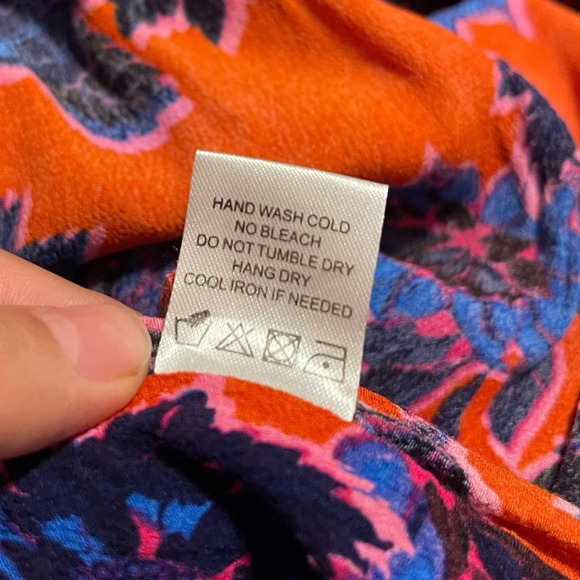 HAND WASH COLD
NO BLEACH
DO NOT TUMBLE DRY
HANG DRY
COOL IRON IF NEEDED